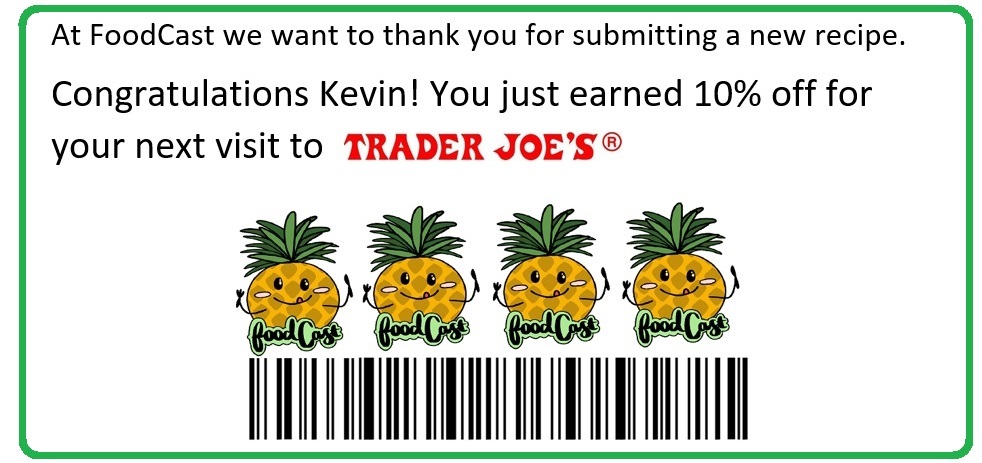 At FoodCast we want to thank you for submitting a new recipe.
Congratulations Kevin! You just earned 10% off for
your next visit to TRADER JOE'S®
foodCast foodCast foodCast foodCast